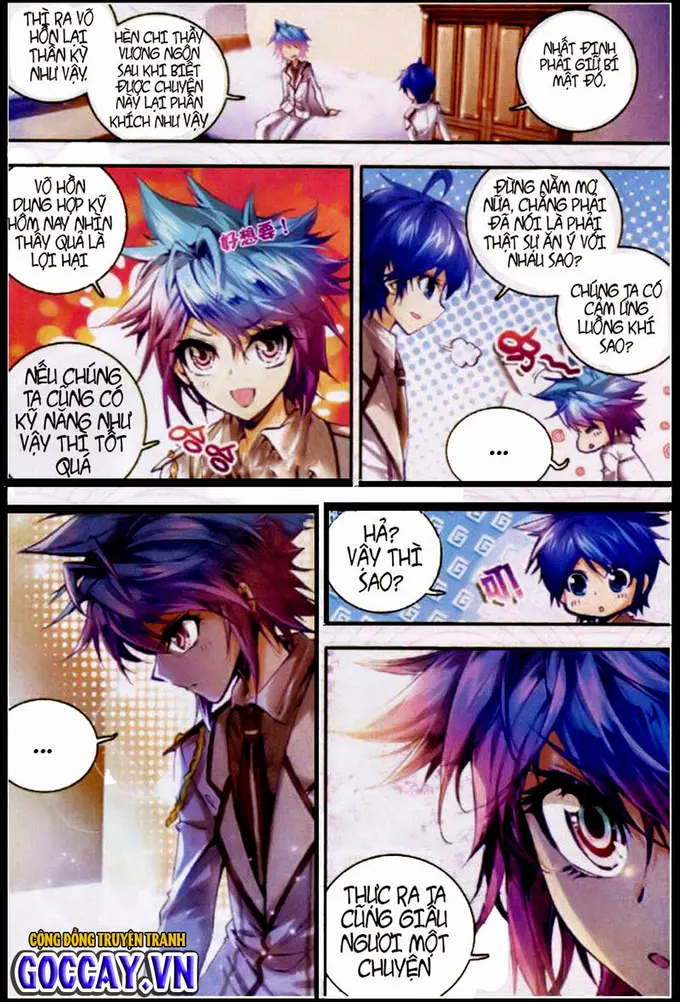 THÌ RA VÕ
HỒN LẠI
THẦN KỲ
NHƯ VẬY.
HÈN CHI THẦY
VƯƠNG NGÔN
SAU KHI BIẾT
ĐƯỢC CHUYỆN
NÀY LẠI PHẤN
KHÍCH NHƯ VẬY
NHẤT ĐỊNH
PHẢI GIỮ BÍ
MẬT ĐÓ.
VÕ HỒN
DUNG HỢP KỸ
HÔM NAY NHÌN
THẤY QUẢ LÀ
LỢI HẠI
好想要！
NẾU CHÚNG
TA CŨNG CÓ
KỸ NĂNG NHƯ
VẬY THÌ TỐT
QUÁ
哈哈
ĐỪNG NẰM MƠ
NỮA, CHẲNG PHẢI
ĐÃ NÓI LÀ PHẢI
THẬT SỰ ĂN Ý VỚI
NHAU SAO?
CHÚNG TA CÓ
CẢM ỨNG
LUỒNG KHÍ
SAO?
...
HẢ?
VẬY THÌ
SAO?
...
THỰC RA TA
CŨNG GIẤU
NGƯƠI MỘT
CHUYỆN
CỘNG ĐỒNG TRUYỆN TRANH
GOCCAY.VN